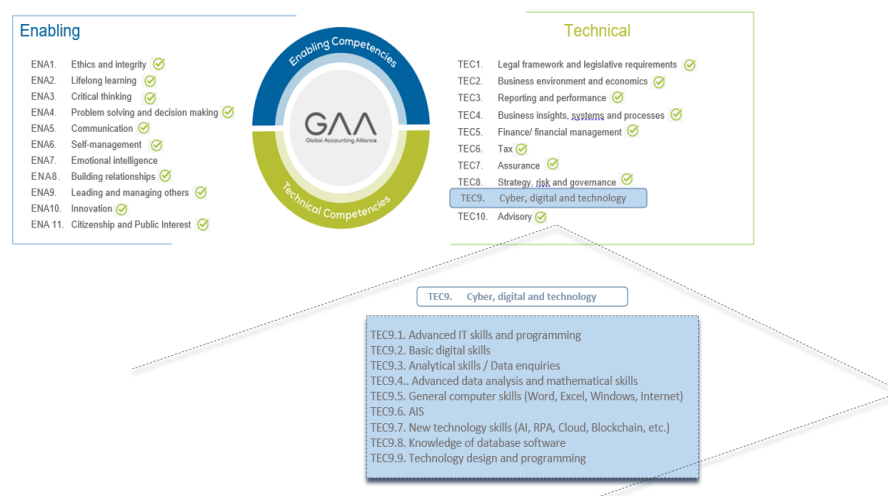 Enabling
ENA1. Ethics and integrity
ENA2. Lifelong learning
ENA3. Critical thinking
ENA4. Problem solving and decision making
ENA5. Communication
ENA6. Self-management
ENA7. Emotional intelligence
ENA8. Building relationships
ENA9. Leading and managing others
ENA10. Innovation
ENA 11. Citizenship and Public Interest
Enabling Competencies
GAA
Global Accounting Alliance
Technical Competencies
Technical
TEC1. Legal framework and legislative requirements
TEC2. Business environment and economics
TEC3. Reporting and performance
TEC4. Business insights, systems and processes
TEC5. Finance/ financial management
TEC6. Tax
TEC7. Assurance
TEC8. Strategy, risk and governance
TEC9. Cyber, digital and technology
TEC10. Advisory
TEC9. Cyber, digital and technology
TEC9.1. Advanced IT skills and programming
TEC9.2. Basic digital skills
TEC9.3. Analytical skills / Data enquiries
TEC9.4.. Advanced data analysis and mathematical skills
TEC9.5. General computer skills (Word, Excel, Windows, Internet)
TEC9.6. AIS
TEC9.7. New technology skills (AI, RPA, Cloud, Blockchain, etc.)
TEC9.8. Knowledge of database software
TEC9.9. Technology design and programming